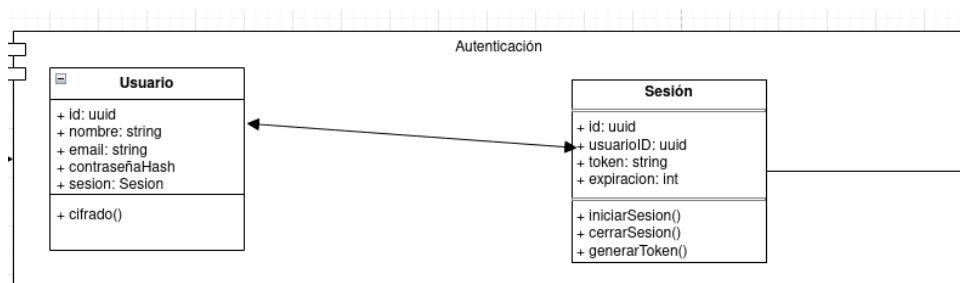 Autenticación
Usuario
+ id: uuid
+ nombre: string
+ email: string
+ contraseñaHash
+ sesion: Sesion
+ cifrado()
Sesión
+ id: uuid
+ usuarioID: uuid
+ token: string
+ expiracion: int
+ iniciarSesion()
+ cerrarSesion()
+ generarToken()